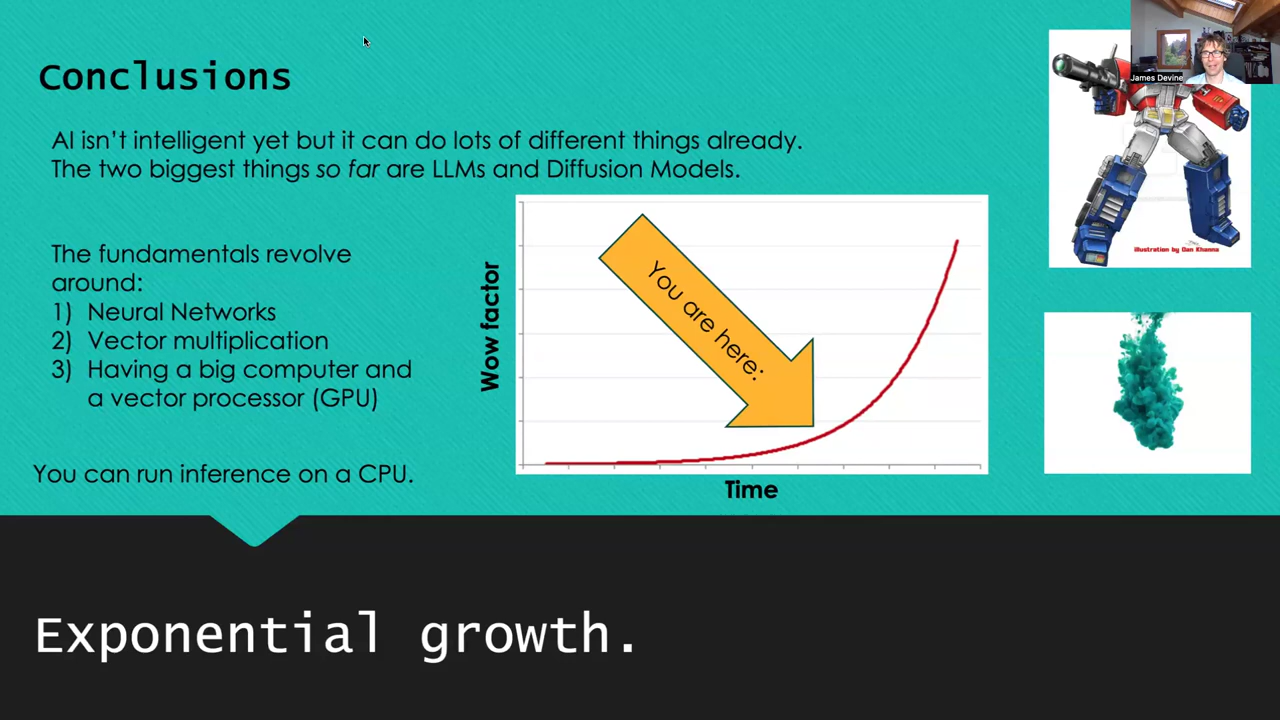 Conclusions
AI isn’t intelligent yet but it can do lots of different things already.
The two biggest things so far are LLMs and Diffusion Models.
The fundamentals revolve
around:
1) Neural Networks
2) Vector multiplication
3) Having a big computer and
a vector processor (GPU)
You can run inference on a CPU.
Wow factor
You are here:
Time
James Devine
illustration by Dan Khanna
Exponential growth.